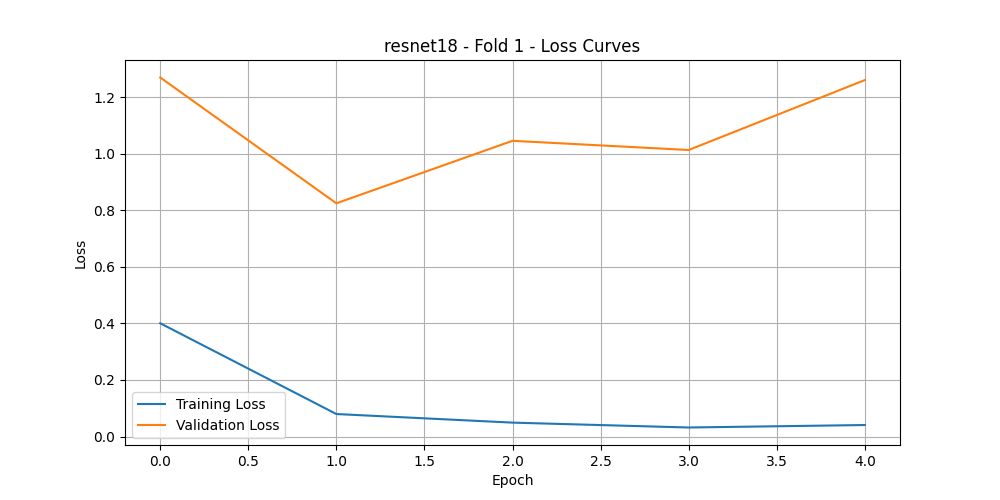 resnet18 - Fold 1 - Loss Curves
1.2
1.0
0.8
0.6
0.4
0.2
0.0
Loss
Training Loss
Validation Loss
0.0 0.5 1.0 1.5 2.0 2.5 3.0 3.5 4.0
Epoch